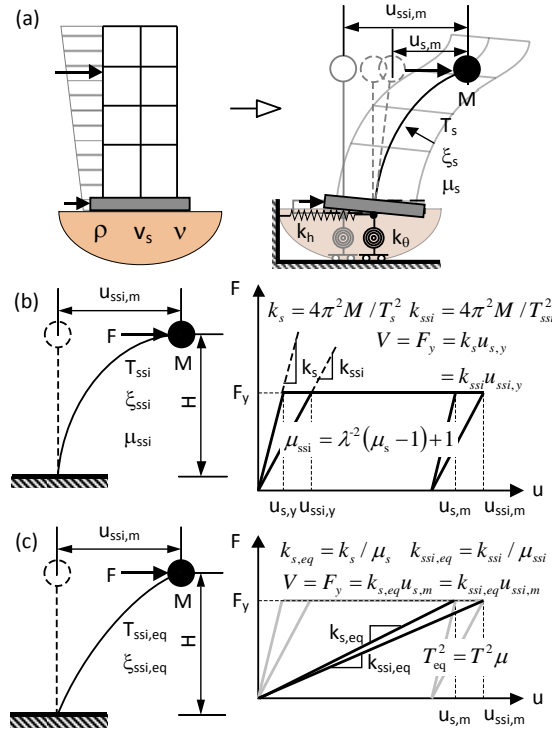 (a)
u_ssi,m
u_s,m
M
T_s
ξ_s
μ_s
ρ v_s ν
k_h k_θ
(b)
u_ssi,m
F
M
T_ssi
ξ_ssi
μ_ssi
H
F
k_s = 4π²M / T_s² k_ssi = 4π²M / T_ssi²
V = F_y = k_s u_s,y
= k_ssi u_ssi,y
k_s k_ssi
F_y
μ_ssi = λ⁻²(μ_s − 1) + 1
u
u_s,y u_ssi,y u_s,m u_ssi,m
(c)
u_ssi,m
F
M
T_ssi,eq
ξ_ssi,eq
H
F
k_s,eq = k_s / μ_s k_ssi,eq = k_ssi / μ_ssi
V = F_y = k_s,eq u_s,m = k_ssi,eq u_ssi,m
F_y
k_s,eq
k_ssi,eq
T_eq² = T² μ
u
u_s,m u_ssi,m